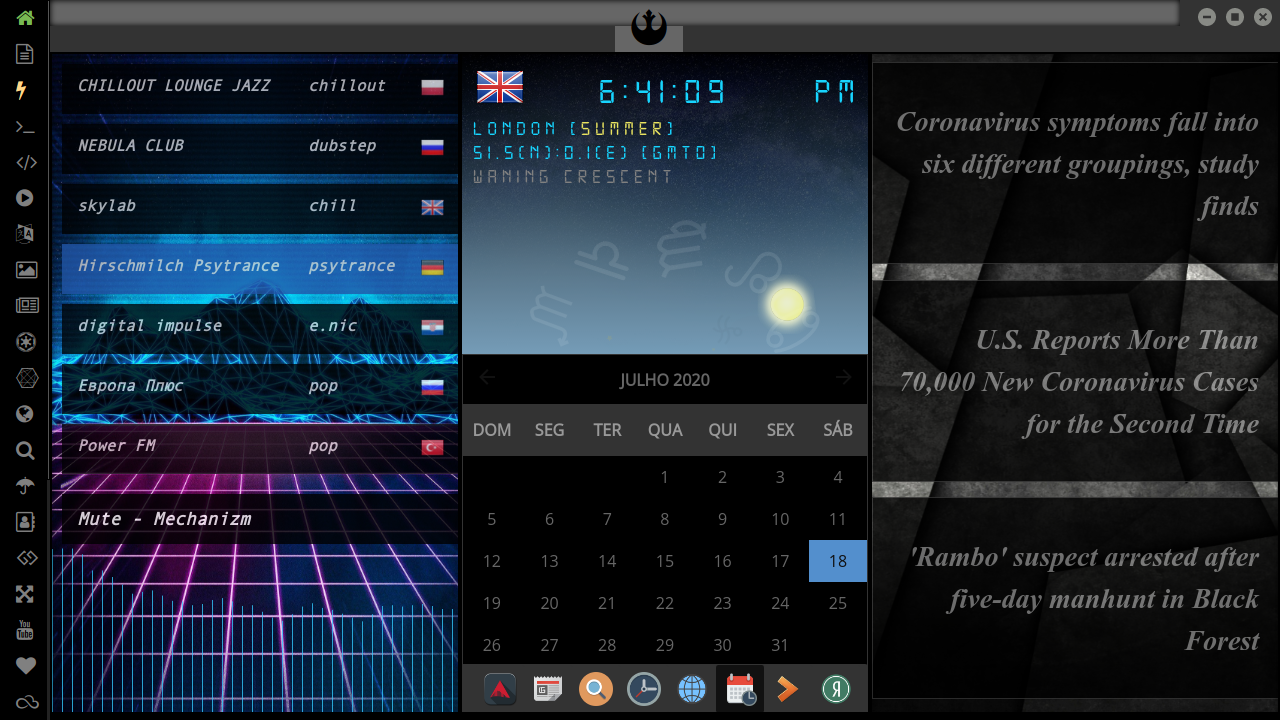 CHILLOUT LOUNGE JAZZ chillout
NEBULA CLUB dubstep
skylab chill
Hirschmilch Psytrance psytrance
digital impulse e.nic
Европа Плюс pop
Power FM pop
Mute - Mechanizm
6:41:09 PM
LONDON (SUMMER)
51.5(N):0.1(E) (GMT0)
WANING CRESCENT
JULHO 2020
DOM SEG TER QUA QUI SEX SÁB
1 2 3 4
5 6 7 8 9 10 11
12 13 14 15 16 17 18
19 20 21 22 23 24 25
26 27 28 29 30 31
Coronavirus symptoms fall into
six different groupings, study
finds
U.S. Reports More Than
70,000 New Coronavirus Cases
for the Second Time
'Rambo' suspect arrested after
five-day manhunt in Black
Forest
You
Tube
Я